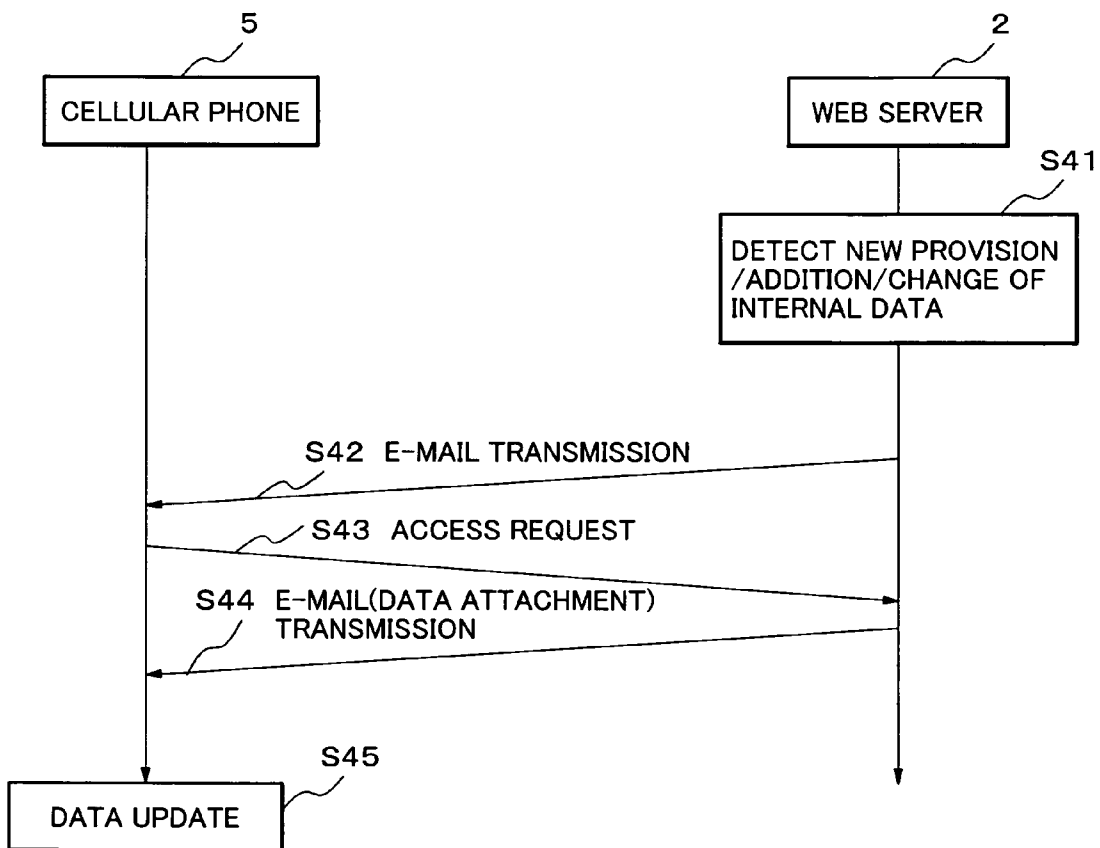 5
2
CELLULAR PHONE
WEB SERVER
S41
DETECT NEW PROVISION
/ADDITION/CHANGE OF
INTERNAL DATA
S42 E-MAIL TRANSMISSION
S43 ACCESS REQUEST
S44 E-MAIL(DATA ATTACHMENT)
TRANSMISSION
S45
DATA UPDATE